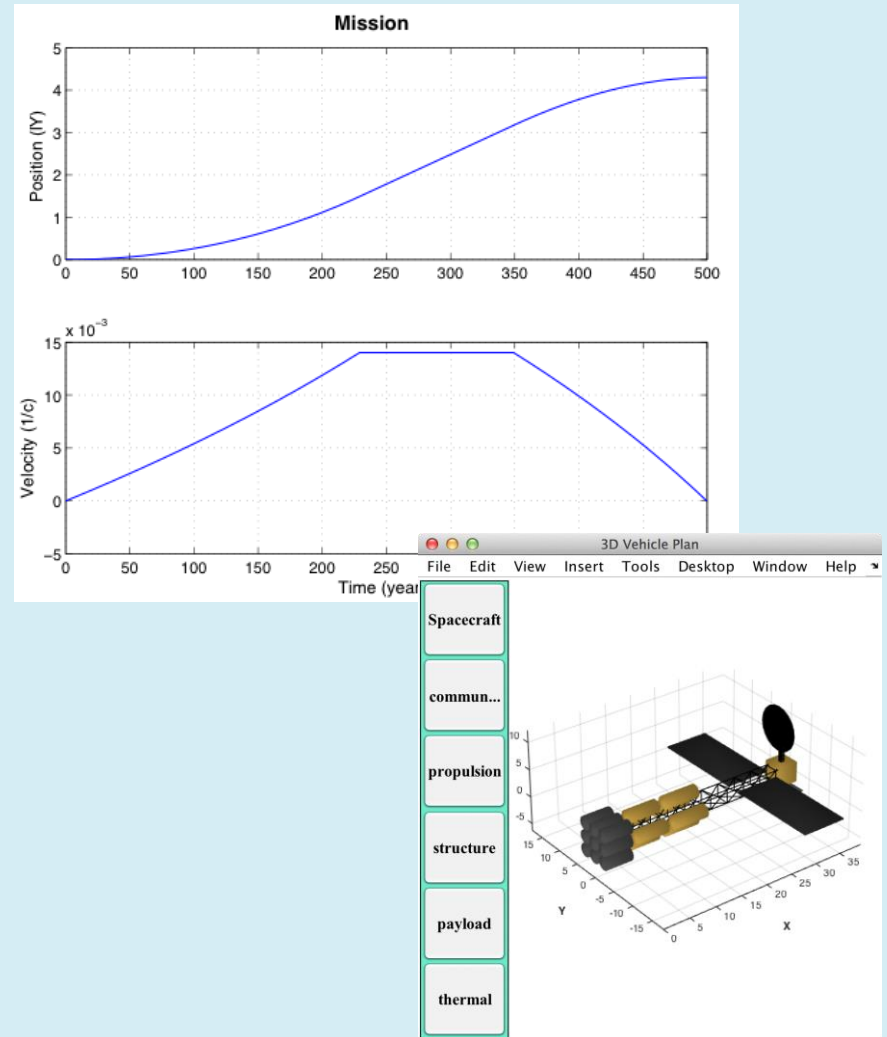 Mission
5
4
3
2
1
0
Position (lY)
0 50 100 150 200 250 300 350 400 450 500
x 10⁻³
15
10
5
0
−5
Velocity (1/c)
0 50 100 150 200 250
Time (year
3D Vehicle Plan
File Edit View Insert Tools Desktop Window Help
Spacecraft
commun...
propulsion
structure
payload
thermal
10
5
0
-5
15
10
5
0
-5
-10
-15
Y
0
5
10
15
20
25
30
35
X